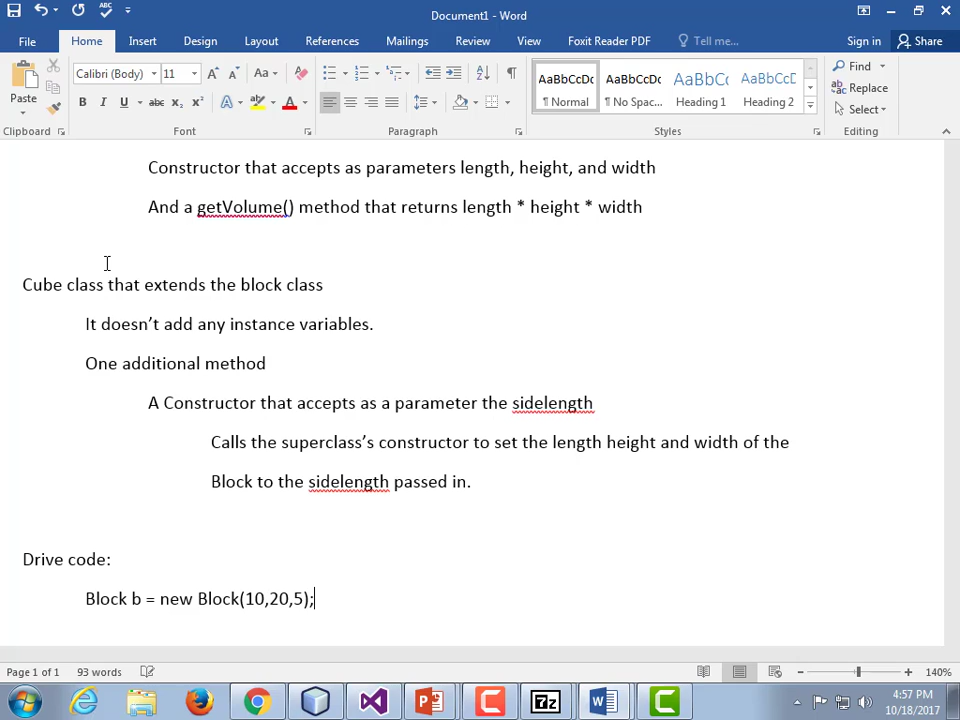 Document1 - Word
File Home Insert Design Layout References Mailings Review View Foxit Reader PDF Tell me... Sign in Share
Paste
Calibri (Body) 11
Aa
B I U abc x₂ x² A A
AaBbCcDc AaBbCcDc AaBbCc AaBbCcD
¶ Normal ¶ No Spac... Heading 1 Heading 2
Find
Replace
Select
Clipboard Font Paragraph Styles Editing
Constructor that accepts as parameters length, height, and width
And a getVolume() method that returns length * height * width
Cube class that extends the block class
It doesn’t add any instance variables.
One additional method
A Constructor that accepts as a parameter the sidelength
Calls the superclass’s constructor to set the length height and width of the
Block to the sidelength passed in.
Drive code:
Block b = new Block(10,20,5);
Page 1 of 1 93 words 140%
4:57 PM
10/18/2017